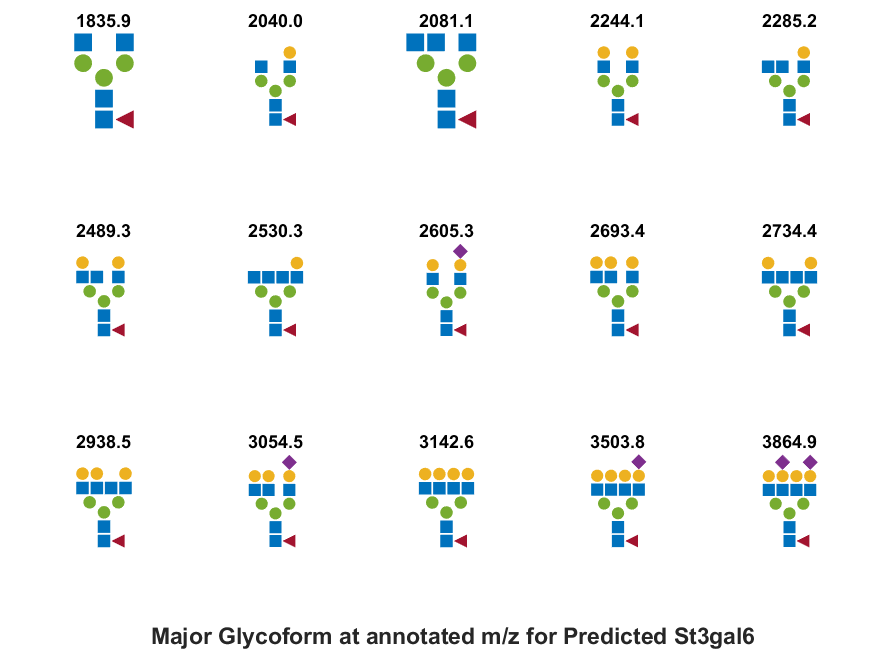 1835.9 2040.0 2081.1 2244.1 2285.2
2489.3 2530.3 2605.3 2693.4 2734.4
2938.5 3054.5 3142.6 3503.8 3864.9
Major Glycoform at annotated m/z for Predicted St3gal6